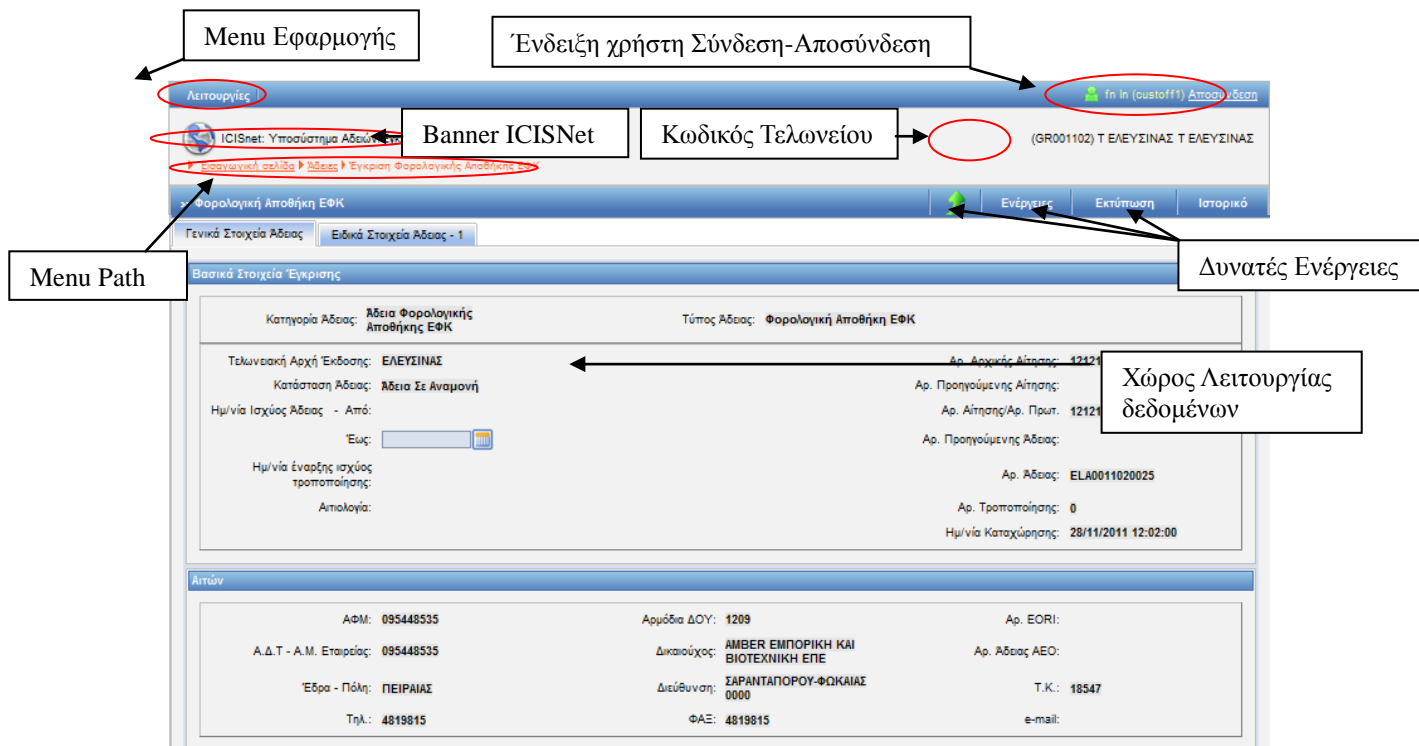 Menu Εφαρμογής
Ένδειξη χρήστη Σύνδεση-Αποσύνδεση
Λειτουργίες
fn ln (custoff1) Αποσύνδεση
ICISnet: Υποσύστημα Αδειών
Banner ICISNet
Κωδικός Τελωνείου
(GR001102) Τ ΕΛΕΥΣΙΝΑΣ Τ ΕΛΕΥΣΙΝΑΣ
Εισαγωγική σελίδα Άδειες Έγκριση Φορολογικής Αποθήκης ΕΦΚ
Φορολογική Αποθήκη ΕΦΚ
Ενέργειες Εκτύπωση Ιστορικό
Γενικά Στοιχεία Άδειας Ειδικά Στοιχεία Άδειας - 1
Menu Path
Δυνατές Ενέργειες
Βασικά Στοιχεία Έγκρισης
Κατηγορία Άδειας: Άδεια Φορολογικής
Αποθήκης ΕΦΚ
Τύπος Άδειας: Φορολογική Αποθήκη ΕΦΚ
Τελωνειακή Αρχή Έκδοσης: ΕΛΕΥΣΙΝΑΣ
Αρ. Αρχικής Αίτησης: 12121
Κατάσταση Άδειας: Άδεια Σε Αναμονή
Αρ. Προηγούμενης Αίτησης:
Χώρος Λειτουργίας
δεδομένων
Ημ/νία Ισχύος Άδειας - Από:
Αρ. Αίτησης/Αρ. Πρωτ. 12121
Έως:
Αρ. Προηγούμενης Άδειας:
Ημ/νία έναρξης ισχύος
τροποποίησης:
Αρ. Άδειας: ELA0011020025
Αιτιολογία:
Αρ. Τροποποίησης: 0
Ημ/νία Καταχώρησης: 28/11/2011 12:02:00
Αιτών
ΑΦΜ: 095448535 Αρμόδια ΔΟΥ: 1209 Αρ. EORI:
Α.Δ.Τ - Α.Μ. Εταιρείας: 095448535 Δικαιούχος: AMBER ΕΜΠΟΡΙΚΗ ΚΑΙ
ΒΙΟΤΕΧΝΙΚΗ ΕΠΕ
Αρ. Άδειας ΑΕΟ:
Έδρα - Πόλη: ΠΕΙΡΑΙΑΣ Διεύθυνση: ΣΑΡΑΝΤΑΠΟΡΟΥ-ΦΩΚΑΙΑΣ
0000
Τ.Κ.: 18547
Τηλ.: 4819815 ΦΑΞ: 4819815 e-mail: